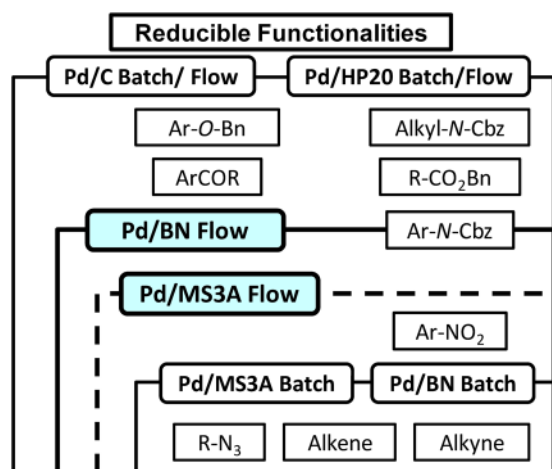 Reducible Functionalities
Pd/C Batch/ Flow
Pd/HP20 Batch/Flow
Ar-O-Bn
Alkyl-N-Cbz
ArCOR
R-CO₂Bn
Pd/BN Flow
Ar-N-Cbz
Pd/MS3A Flow
Ar-NO₂
Pd/MS3A Batch
Pd/BN Batch
R-N₃
Alkene
Alkyne